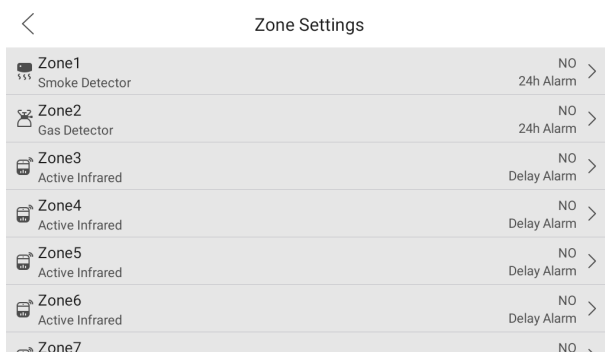 Zone Settings
Zone1 NO
Smoke Detector 24h Alarm
Zone2 NO
Gas Detector 24h Alarm
Zone3 NO
Active Infrared Delay Alarm
Zone4 NO
Active Infrared Delay Alarm
Zone5 NO
Active Infrared Delay Alarm
Zone6 NO
Active Infrared Delay Alarm
Zone7 NO